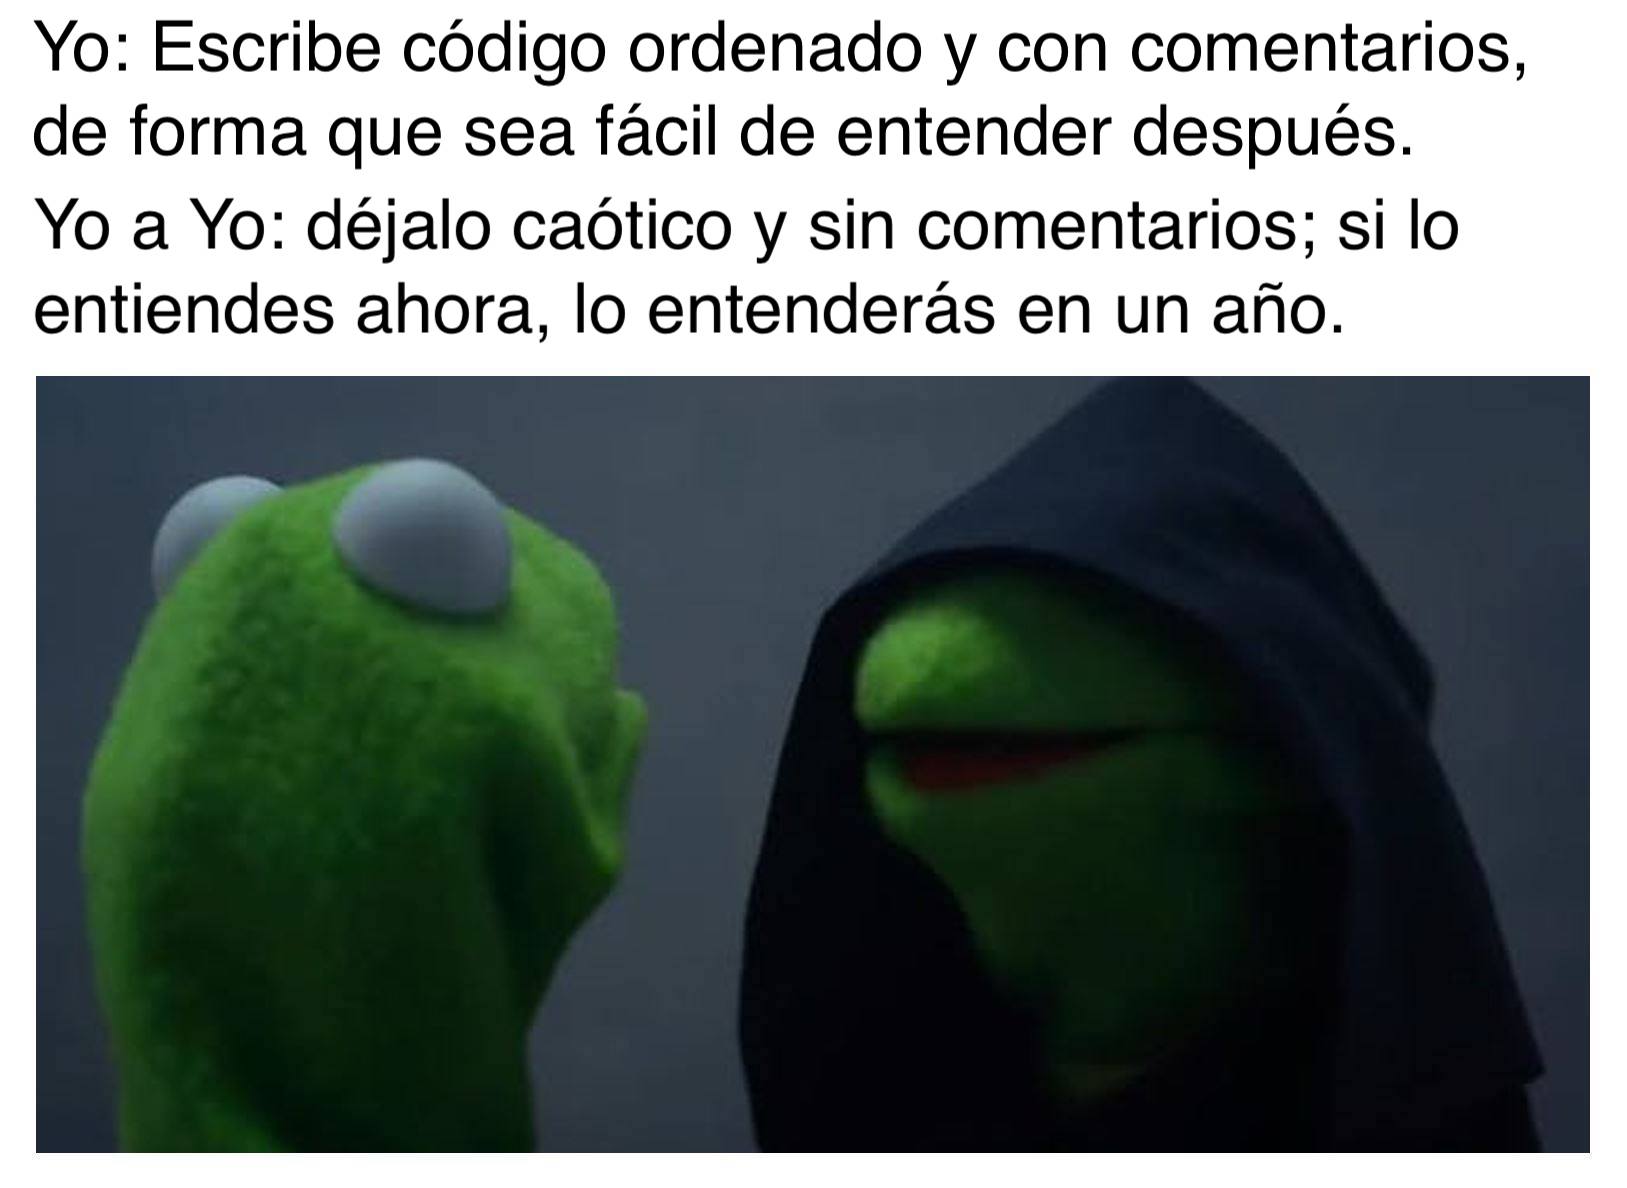 Yo: Escribe código ordenado y con comentarios,
de forma que sea fácil de entender después.
Yo a Yo: déjalo caótico y sin comentarios; si lo
entiendes ahora, lo entenderás en un año.